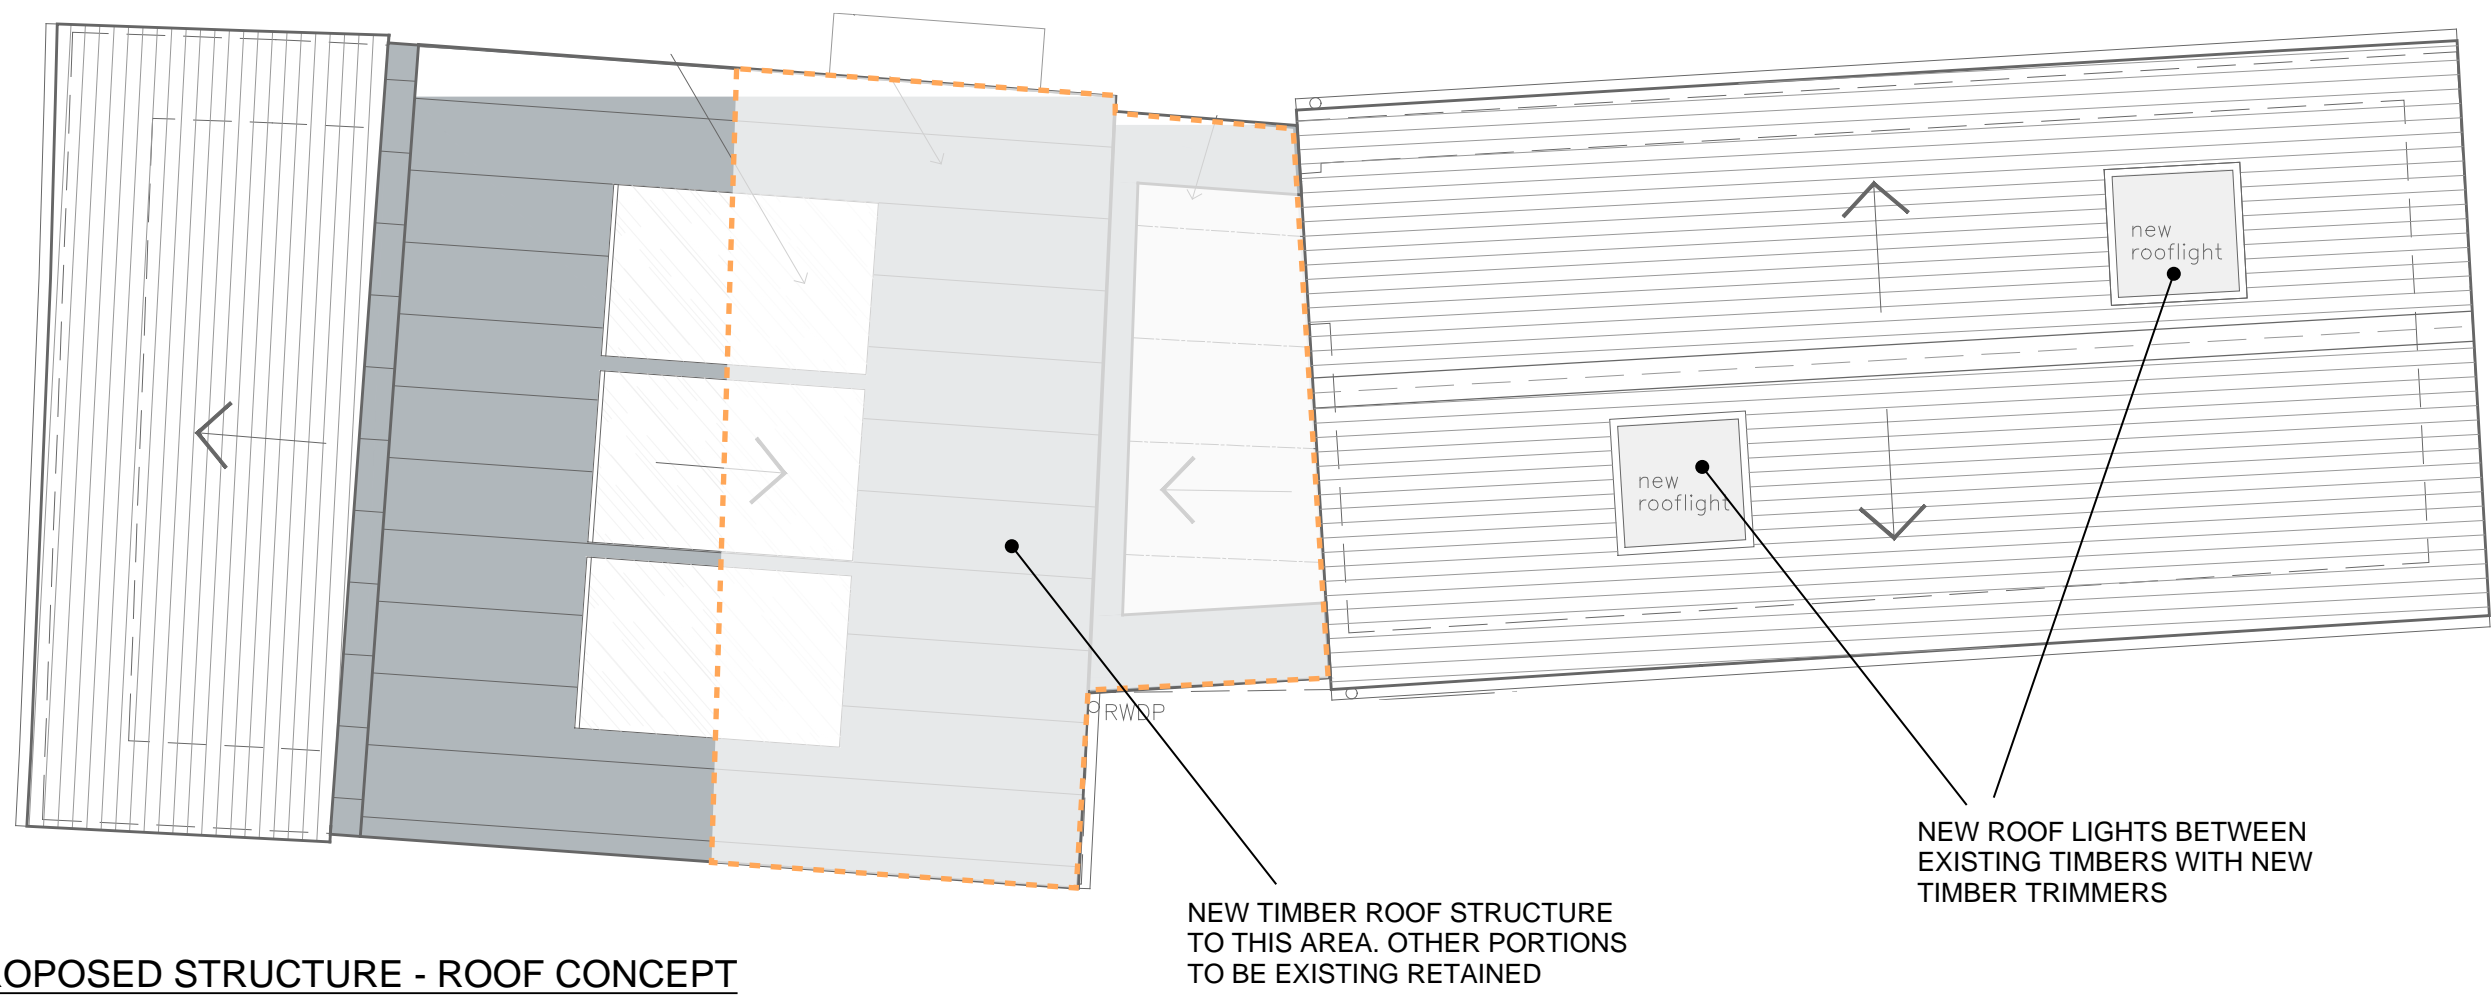 new
rooflight
new
rooflight
RWDP
NEW ROOF LIGHTS BETWEEN
EXISTING TIMBERS WITH NEW
TIMBER TRIMMERS
NEW TIMBER ROOF STRUCTURE
TO THIS AREA. OTHER PORTIONS
TO BE EXISTING RETAINED
OPOSED STRUCTURE - ROOF CONCEPT